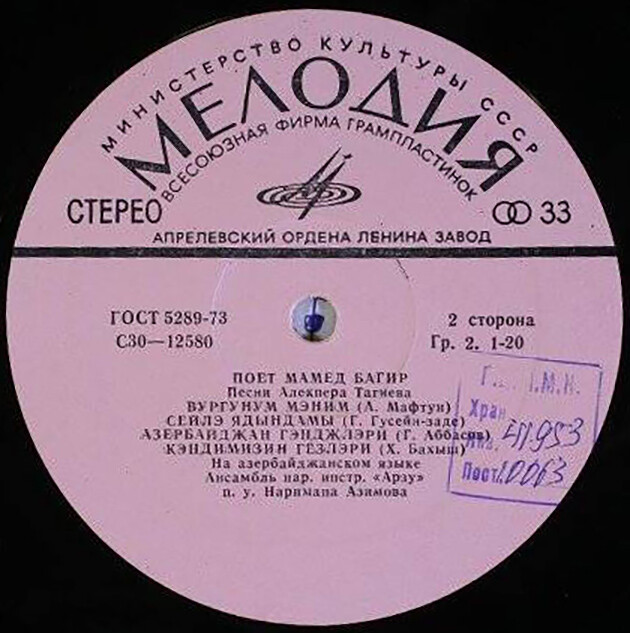 МИНИСТЕРСТВО КУЛЬТУРЫ СССР
МЕЛОДИЯ
ВСЕСОЮЗНАЯ ФИРМА ГРАМПЛАСТИНОК
СТЕРЕО 33
АПРЕЛЕВСКИЙ ОРДЕНА ЛЕНИНА ЗАВОД
ГОСТ 5289-73 2 сторона
С30—12580 Гр. 2. 1-20
ПОЕТ МАМЕД БАГИР
Песни Алекпера Тагиева
ВУРГУНУМ МЭНИМ (А. Мафтун)
СЕЙЛЭ ЯДЫНДАМЫ (Г. Гусейн-заде)
АЗЕРБАЙДЖАН ГЭНДЖЛЭРИ (Г. Аббасов)
КЭНДИМИЗИН ГЁЗЛЭРИ (Х. Бахыш)
На азербайджанском языке
Ансамбль нар. инстр. «Арзу»
п. у. Наримана Азимова
Хран
Пост. 10063